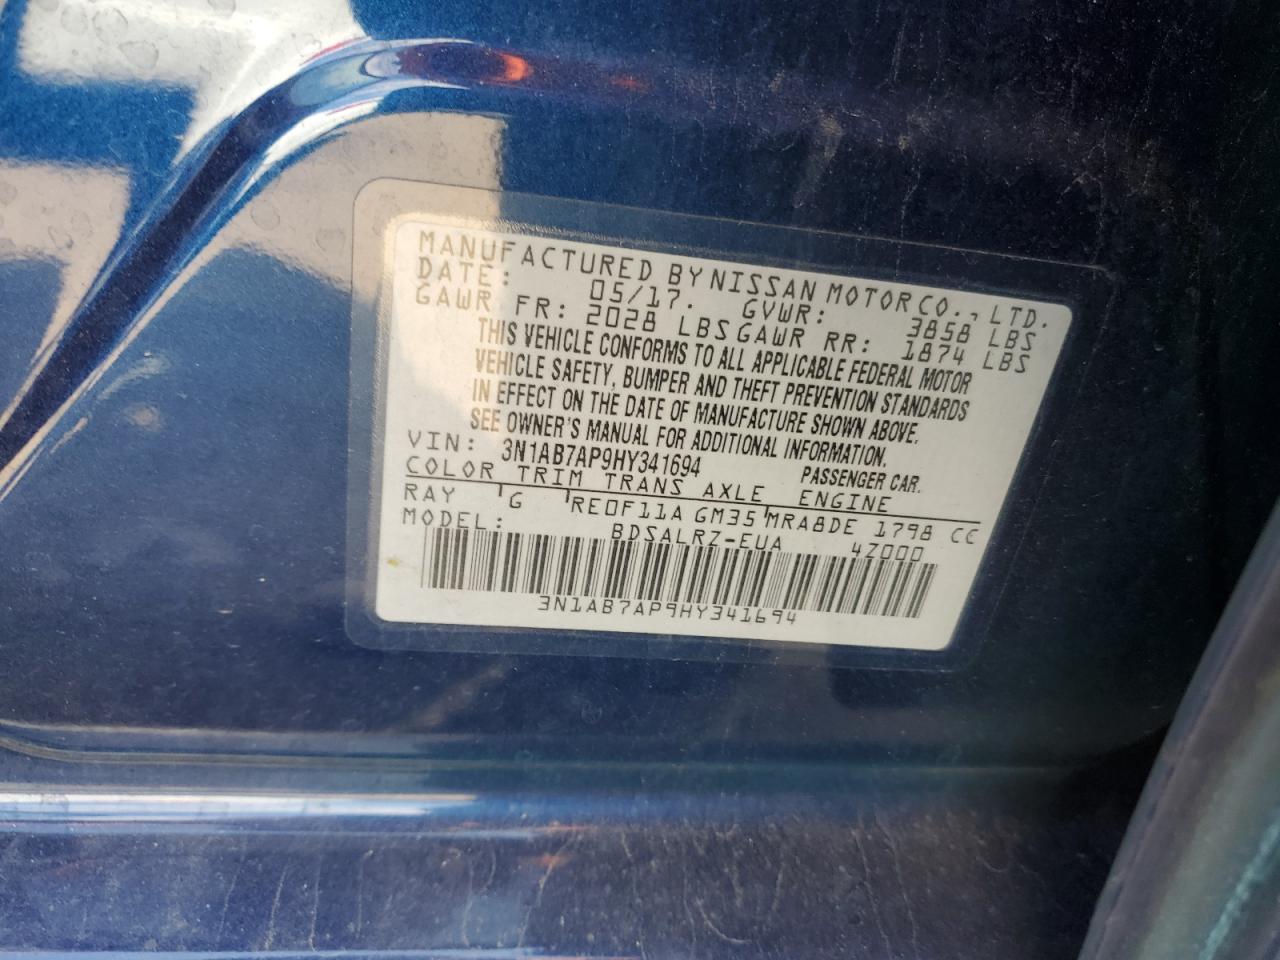 MANUFACTURED BY NISSAN MOTOR CO., LTD.
DATE: 05/17. GVWR: 3858 LBS
GAWR FR: 2028 LBS GAWR RR: 1874 LBS
THIS VEHICLE CONFORMS TO ALL APPLICABLE FEDERAL MOTOR
VEHICLE SAFETY, BUMPER AND THEFT PREVENTION STANDARDS
IN EFFECT ON THE DATE OF MANUFACTURE SHOWN ABOVE.
SEE OWNER'S MANUAL FOR ADDITIONAL INFORMATION.
VIN: 3N1AB7AP9HY341694 PASSENGER CAR.
COLOR TRIM TRANS AXLE ENGINE
RAY G RE0F11A GM35 MRA8DE 1798 CC
MODEL: BDSALRZ-EUA 4Z000
3N1AB7AP9HY341694